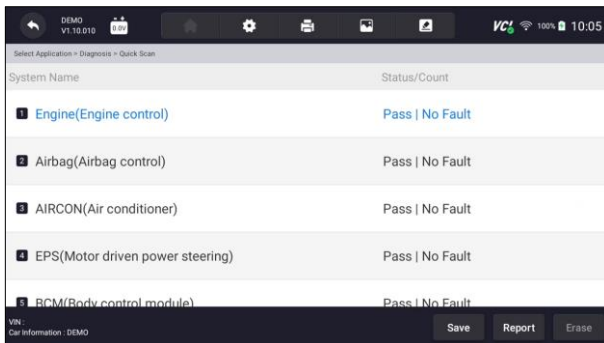 DEMO
V1.10.010
0.0V
VCI
100%
10:05
Select Application > Diagnosis > Quick Scan
System Name Status/Count
1 Engine(Engine control) Pass | No Fault
2 Airbag(Airbag control) Pass | No Fault
3 AIRCON(Air conditioner) Pass | No Fault
4 EPS(Motor driven power steering) Pass | No Fault
5 BCM(Body control module) Pass | No Fault
VIN :
Car Information : DEMO
Save Report Erase